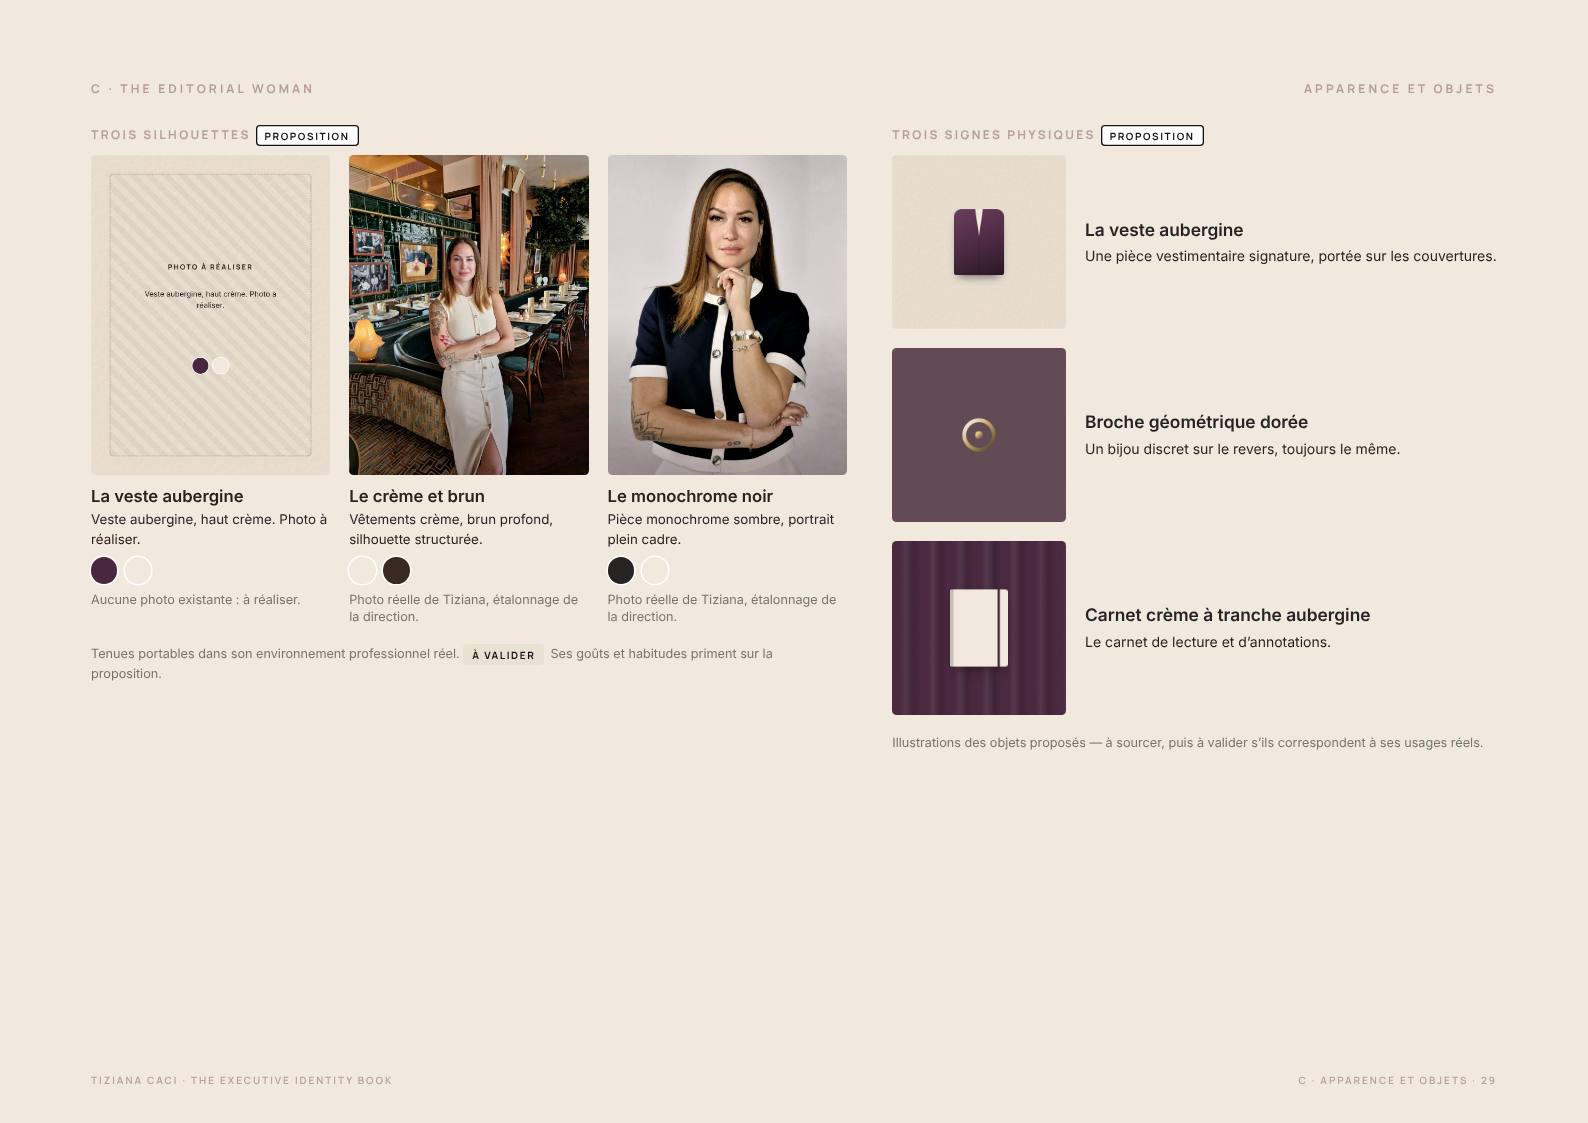 C · THE EDITORIAL WOMAN
APPARENCE ET OBJETS
TROIS SILHOUETTES PROPOSITION
PHOTO À RÉALISER
Veste aubergine, haut crème. Photo à
réaliser.
La veste aubergine
Veste aubergine, haut crème. Photo à
réaliser.
Aucune photo existante : à réaliser.
Le crème et brun
Vêtements crème, brun profond,
silhouette structurée.
Photo réelle de Tiziana, étalonnage de
la direction.
Le monochrome noir
Pièce monochrome sombre, portrait
plein cadre.
Photo réelle de Tiziana, étalonnage de
la direction.
Tenues portables dans son environnement professionnel réel. À VALIDER Ses goûts et habitudes priment sur la
proposition.
TROIS SIGNES PHYSIQUES PROPOSITION
La veste aubergine
Une pièce vestimentaire signature, portée sur les couvertures.
Broche géométrique dorée
Un bijou discret sur le revers, toujours le même.
Carnet crème à tranche aubergine
Le carnet de lecture et d’annotations.
Illustrations des objets proposés — à sourcer, puis à valider s’ils correspondent à ses usages réels.
TIZIANA CACI · THE EXECUTIVE IDENTITY BOOK
C · APPARENCE ET OBJETS · 29